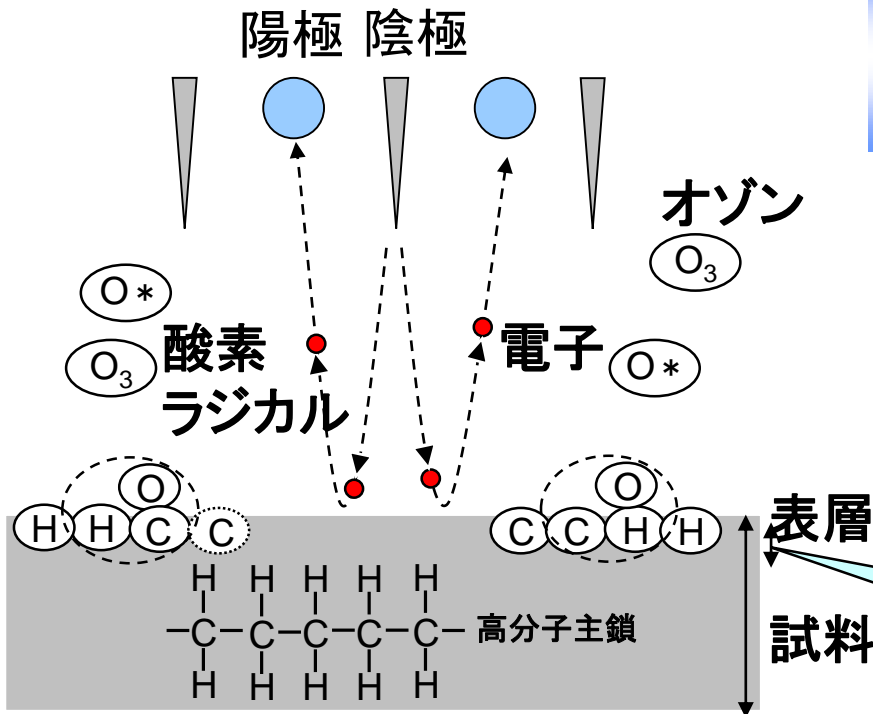 陽極 陰極
オゾン
O₃
O*
酸素
ラジカル
O₃
電子
O*
O
H H C C
O
C C H H
表層
H H H H H
–C–C–C–C–C–
高分子主鎖
H H H H H
試料